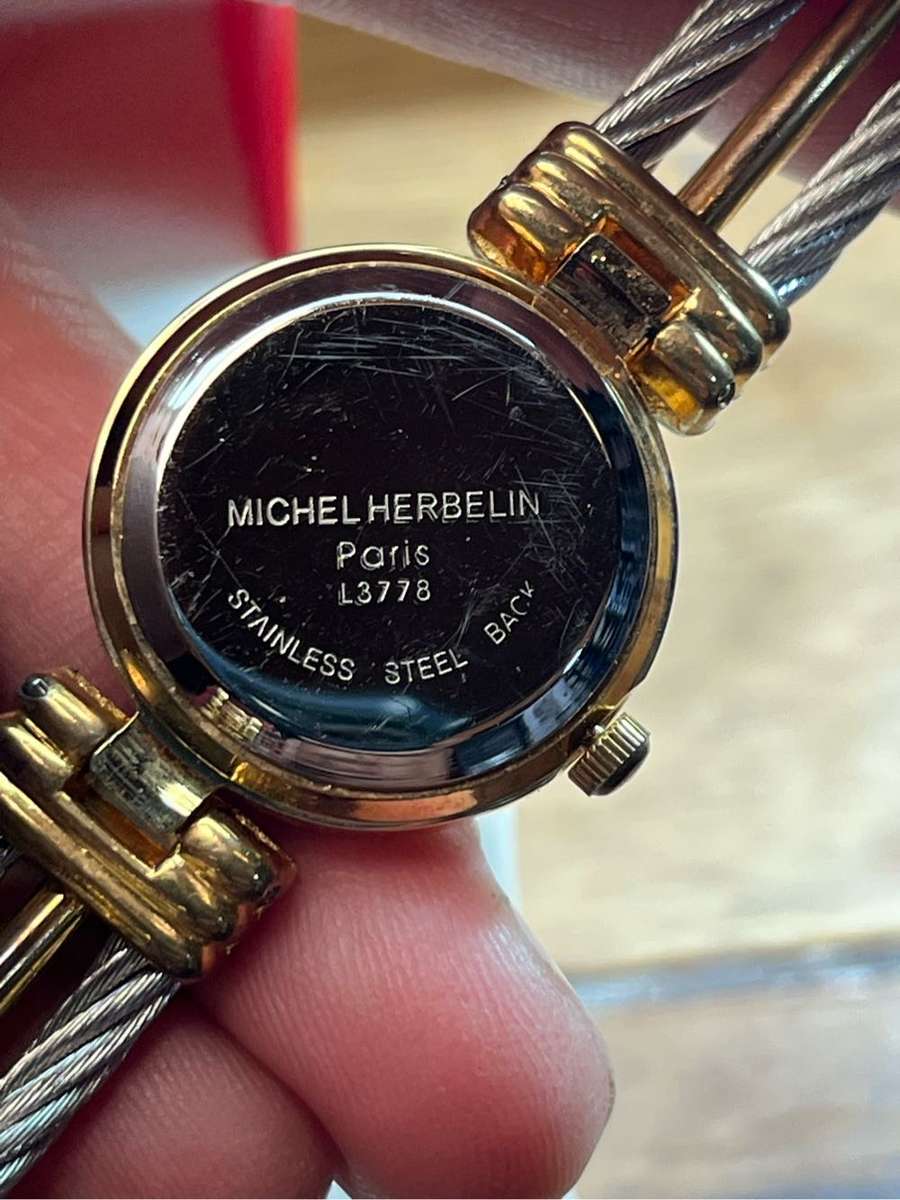 MICHEL HERBELIN
Paris
L3778
STAINLESS STEEL BACK